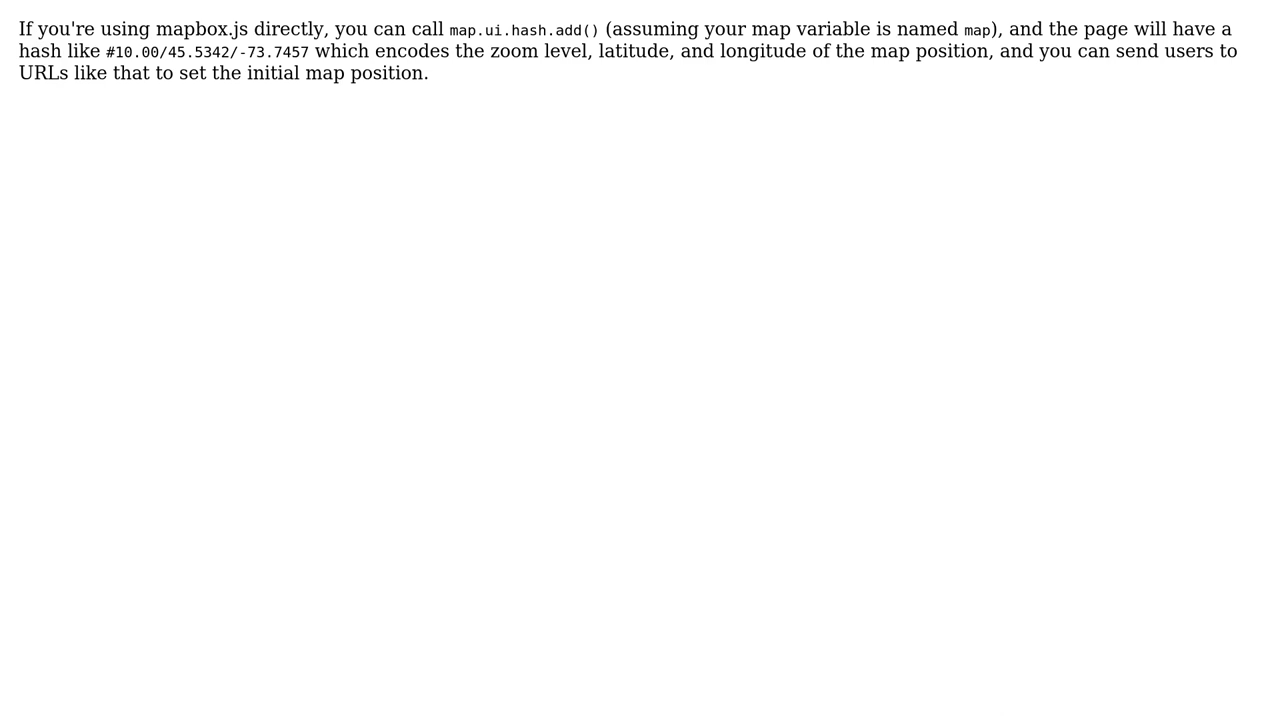 If you're using mapbox.js directly, you can call map.ui.hash.add() (assuming your map variable is named map), and the page will have a
hash like #10.00/45.5342/-73.7457 which encodes the zoom level, latitude, and longitude of the map position, and you can send users to
URLs like that to set the initial map position.